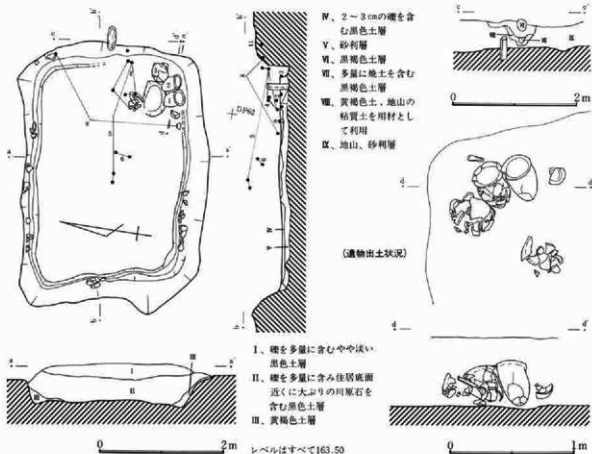 Ⅳ、2～3cmの礫を含
む黒色土層
Ⅴ、砂利層
Ⅵ、黒褐色土層
Ⅶ、多量に焼土を含む
黒褐色土層
Ⅷ、黄褐色土、地山の
粘質土を用材とし
て利用
Ⅸ、地山、砂利層
DP62
0 2m
(遺物出土状況)
Ⅰ、礫を多量に含むやや淡い
黒色土層
Ⅱ、礫を多量に含み住居底面
近くに大ぶりの川原石を
含む黒色土層
Ⅲ、黄褐色土層
レベルはすべて163.50
a a'
Ⅰ
Ⅱ
Ⅲ
0 2m
c c'
Ⅵ
Ⅸ
d d'
d d'
0 1m